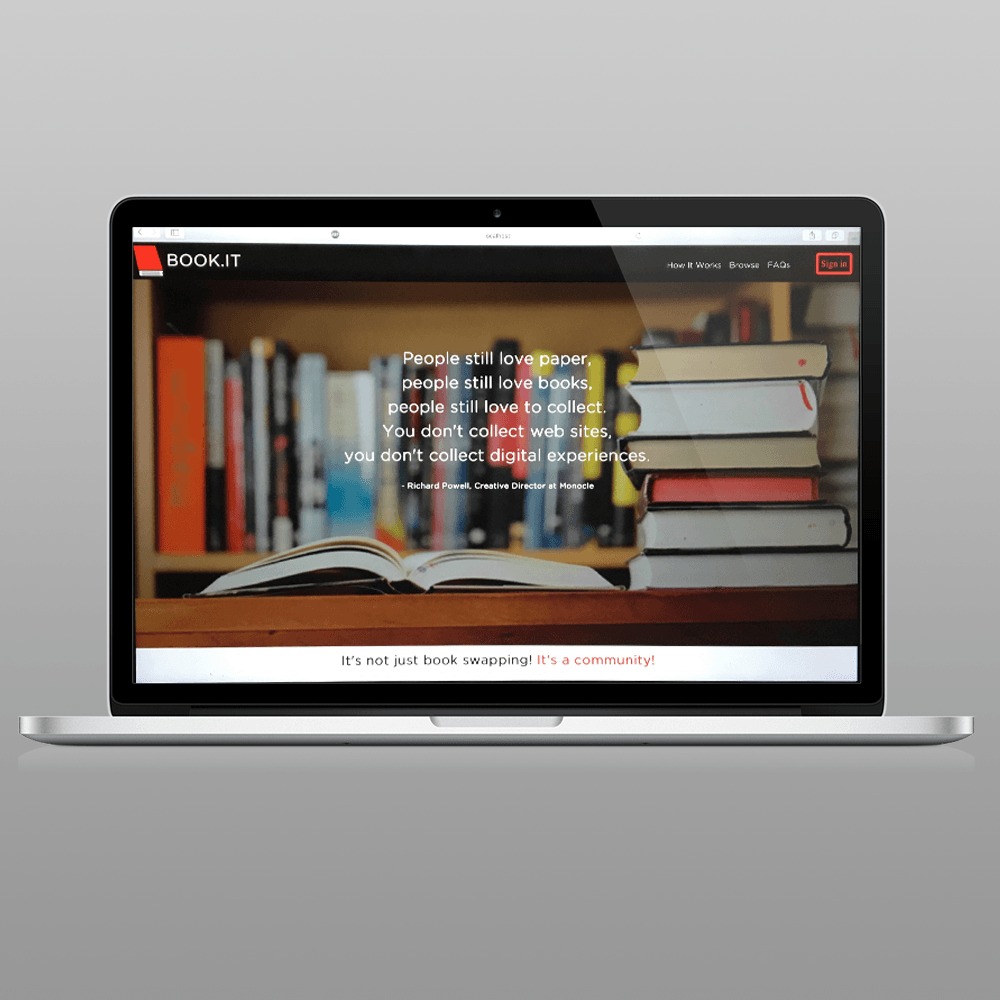 BOOK.IT
How It Works Browse FAQs Sign in
People still love paper,
people still love books,
people still love to collect.
You don't collect web sites,
you don't collect digital experiences.
- Richard Powell, Creative Director at Monocle
It's not just book swapping! It's a community!